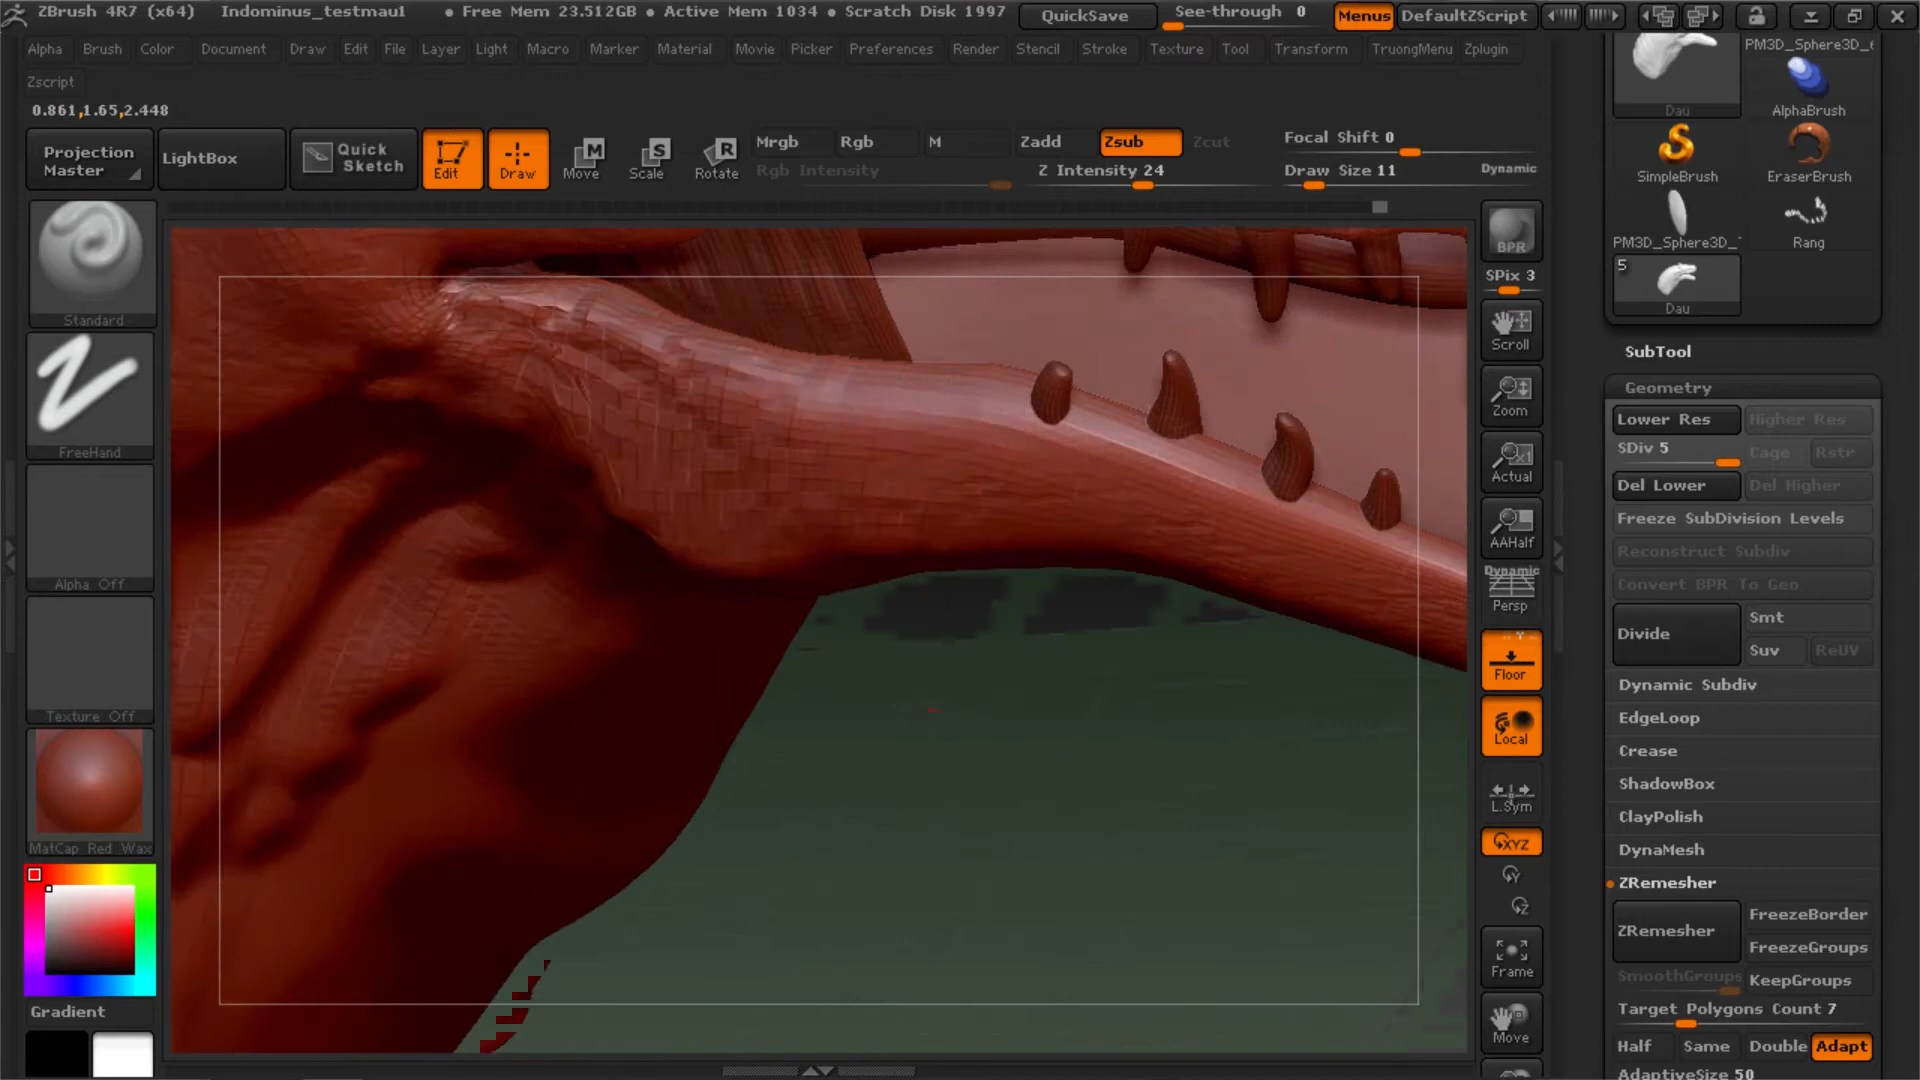 ZBrush 4R7 (x64) Indominus_testmau1 • Free Mem 23.512GB • Active Mem 1034 • Scratch Disk 1997 QuickSave See-through 0 Menus DefaultZScript
Alpha Brush Color Document Draw Edit File Layer Light Macro Marker Material Movie Picker Preferences Render Stencil Stroke Texture Tool Transform TruongMenu Zplugin
Zscript
0.861,1.65,2.448
Projection Master
LightBox
Quick Sketch
Edit
Draw
Move
Scale
Rotate
Mrgb Rgb M Zadd Zsub Zcut
Rgb Intensity Z Intensity 24
Focal Shift 0
Draw Size 11 Dynamic
Standard
FreeHand
Alpha Off
Texture Off
MatCap Red Wax
Gradient
BPR
SPix 3
Scroll
Zoom
Actual
AAHalf
Dynamic
Persp
Floor
Local
L.Sym
XYZ
Y
Z
Frame
Move
PM3D_Sphere3D_
Dau
AlphaBrush
SimpleBrush EraserBrush
PM3D_Sphere3D_ Rang
5
Dau
SubTool
Geometry
Lower Res Higher Res
SDiv 5 Cage Rstr
Del Lower Del Higher
Freeze SubDivision Levels
Reconstruct Subdiv
Convert BPR To Geo
Divide Smt
Suv ReUV
Dynamic Subdiv
EdgeLoop
Crease
ShadowBox
ClayPolish
DynaMesh
ZRemesher
ZRemesher FreezeBorder
FreezeGroups
SmoothGroups KeepGroups
Target Polygons Count 7
Half Same Double Adapt
AdaptiveSize 50